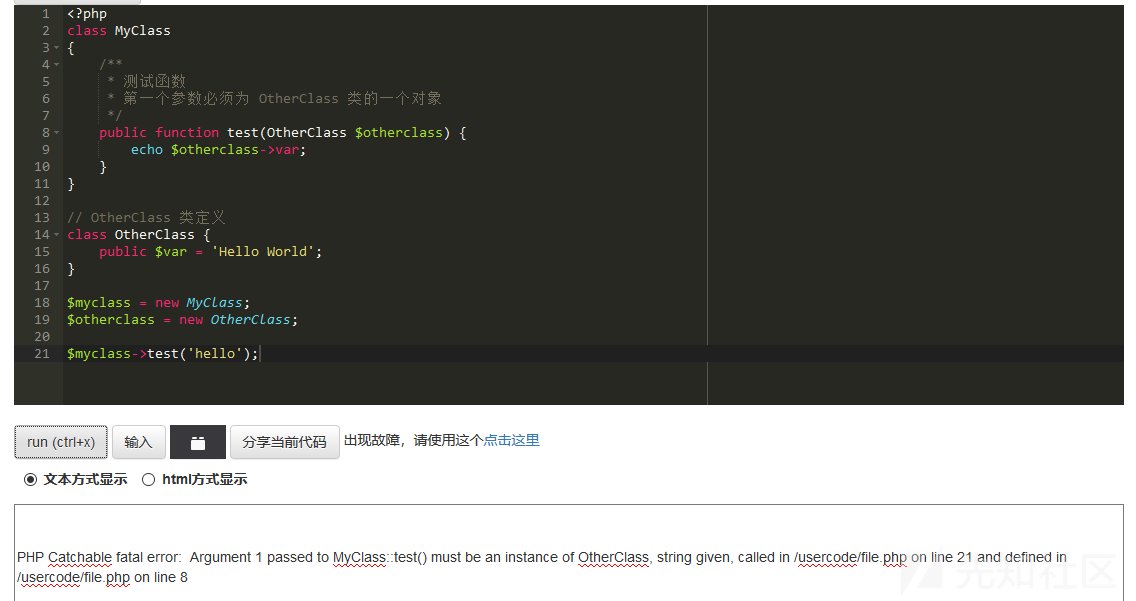 1 <?php
2 class MyClass
3 {
4 /**
5 * 测试函数
6 * 第一个参数必须为 OtherClass 类的一个对象
7 */
8 public function test(OtherClass $otherclass) {
9 echo $otherclass->var;
10 }
11 }
12
13 // OtherClass 类定义
14 class OtherClass {
15 public $var = 'Hello World';
16 }
17
18 $myclass = new MyClass;
19 $otherclass = new OtherClass;
20
21 $myclass->test('hello');
run (ctrl+x) 输入 分享当前代码 出现故障，请使用这个点击这里
文本方式显示 html方式显示
PHP Catchable fatal error:  Argument 1 passed to MyClass::test() must be an instance of OtherClass, string given, called in /usercode/file.php on line 21 and defined in
/usercode/file.php on line 8
先知社区